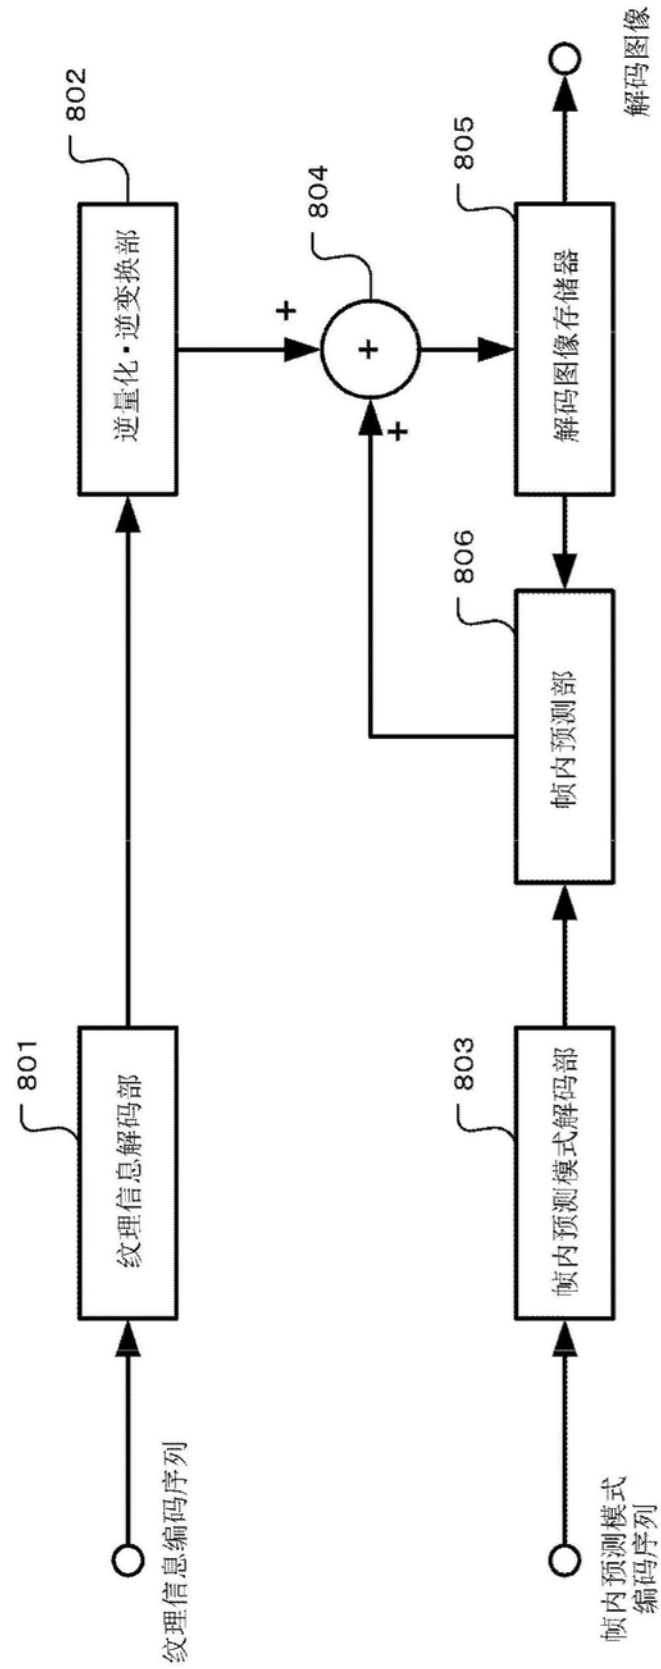 纹理信息编码序列
801
纹理信息解码部
802
逆量化·逆变换部
+
804
+
+
805
解码图像存储器
解码图像
806
帧内预测部
803
帧内预测模式解码部
帧内预测模式
编码序列